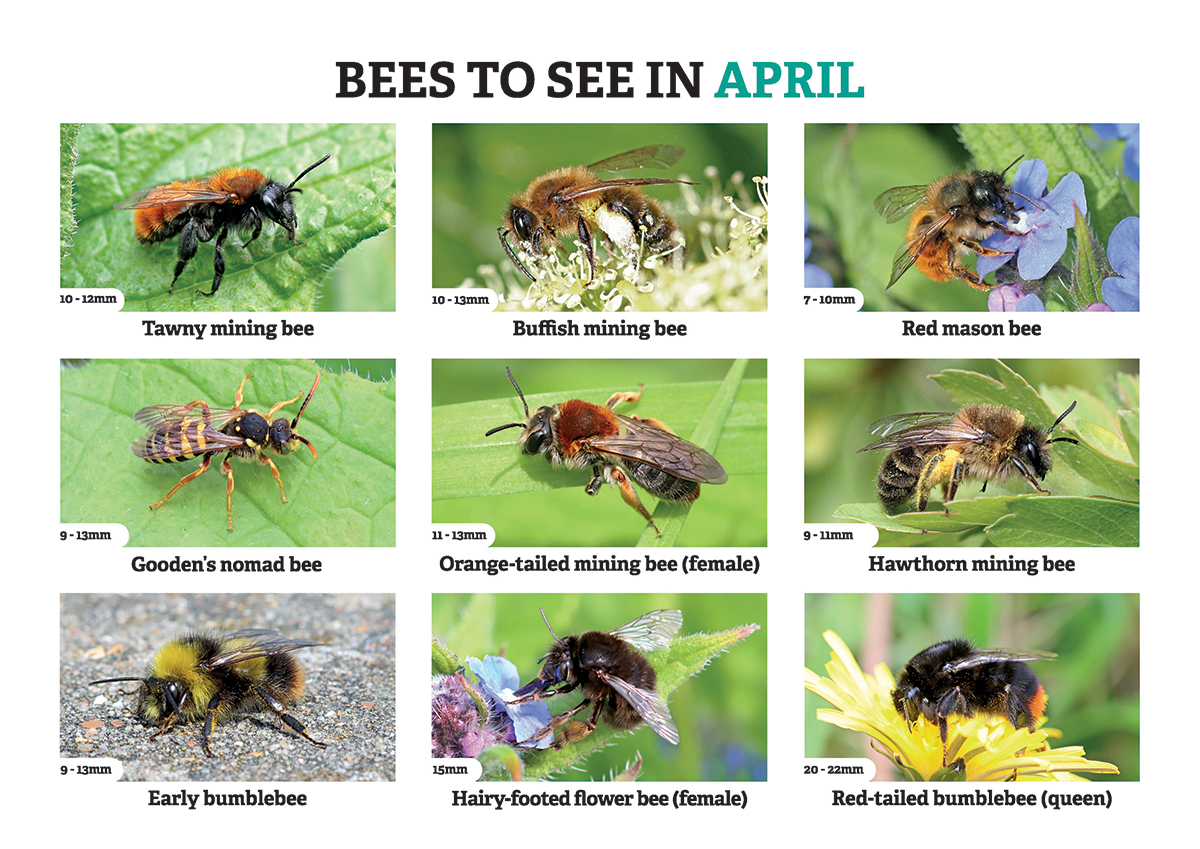 BEES TO SEE IN APRIL
10 - 12mm
Tawny mining bee
10 - 13mm
Buffish mining bee
7 - 10mm
Red mason bee
9 - 13mm
Gooden's nomad bee
11 - 13mm
Orange-tailed mining bee (female)
9 - 11mm
Hawthorn mining bee
9 - 13mm
Early bumblebee
15mm
Hairy-footed flower bee (female)
20 - 22mm
Red-tailed bumblebee (queen)